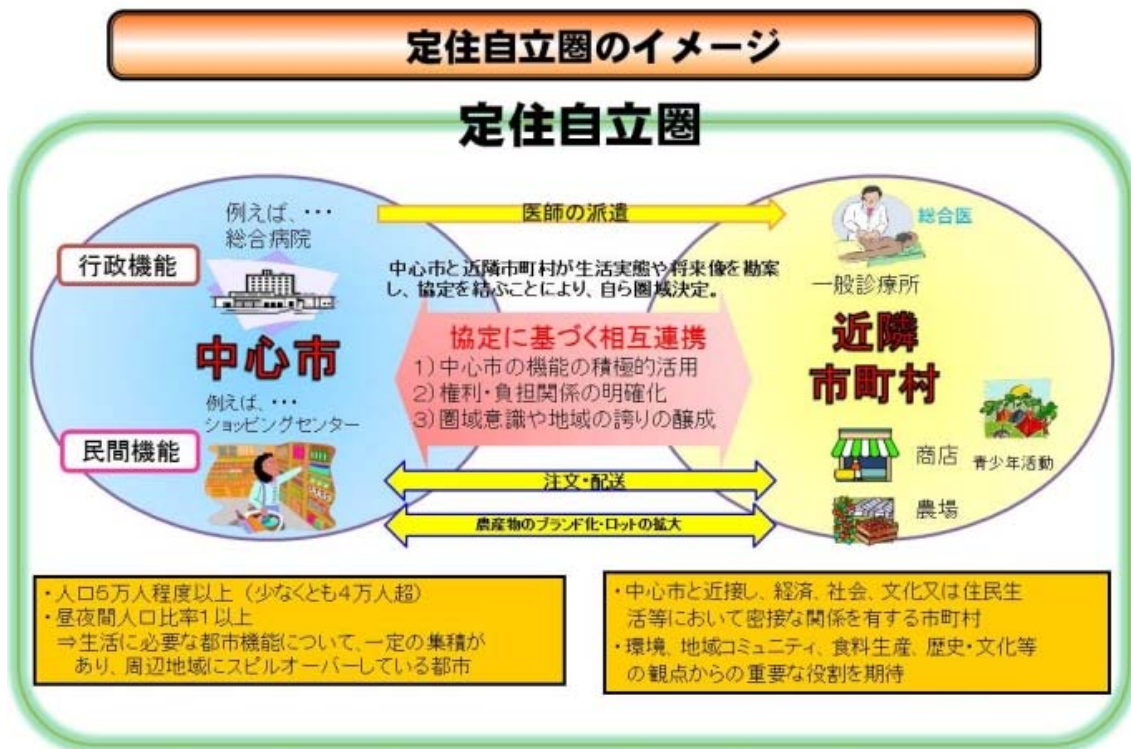 定住自立圏のイメージ
定住自立圏
例えば、・・・
総合病院
行政機能
中心市
例えば、・・・
ショッピングセンター
民間機能
医師の派遣
中心市と近隣市町村が生活実態や将来像を勘案
し、協定を結ぶことにより、自ら圏域決定。
協定に基づく相互連携
1)中心市の機能の積極的活用
2)権利・負担関係の明確化
3)圏域意識や地域の誇りの醸成
注文・配送
農産物のブランド化・ロットの拡大
総合医
一般診療所
近隣
市町村
商店
青少年活動
農場
・人口5万人程度以上（少なくとも4万人超）
・昼夜間人口比率1以上
⇒生活に必要な都市機能について、一定の集積が
あり、周辺地域にスピルオーバーしている都市
・中心市と近接し、経済、社会、文化又は住民生
活等において密接な関係を有する市町村
・環境、地域コミュニティ、食料生産、歴史・文化等
の観点からの重要な役割を期待